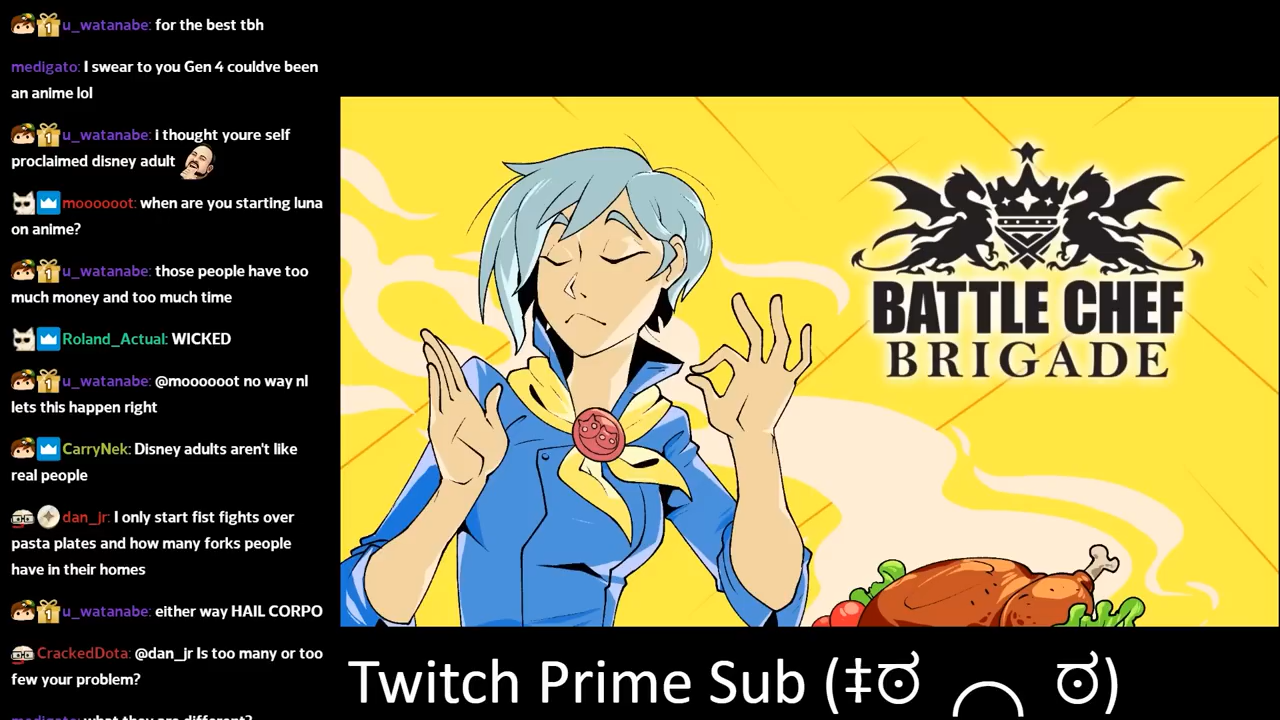 u_watanabe: for the best tbh
medigato: I swear to you Gen 4 couldve been
an anime lol
u_watanabe: i thought youre self
proclaimed disney adult
moooooot: when are you starting luna
on anime?
u_watanabe: those people have too
much money and too much time
Roland_Actual: WICKED
u_watanabe: @moooooot no way nl
lets this happen right
CarryNek: Disney adults aren't like
real people
dan_jr: I only start fist fights over
pasta plates and how many forks people
have in their homes
u_watanabe: either way HAIL CORPO
CrackedDota: @dan_jr Is too many or too
few your problem?
medigato: what they are different?
BATTLE CHEF
BRIGADE
Twitch Prime Sub (‡ಠ ╭╮ ಠ)